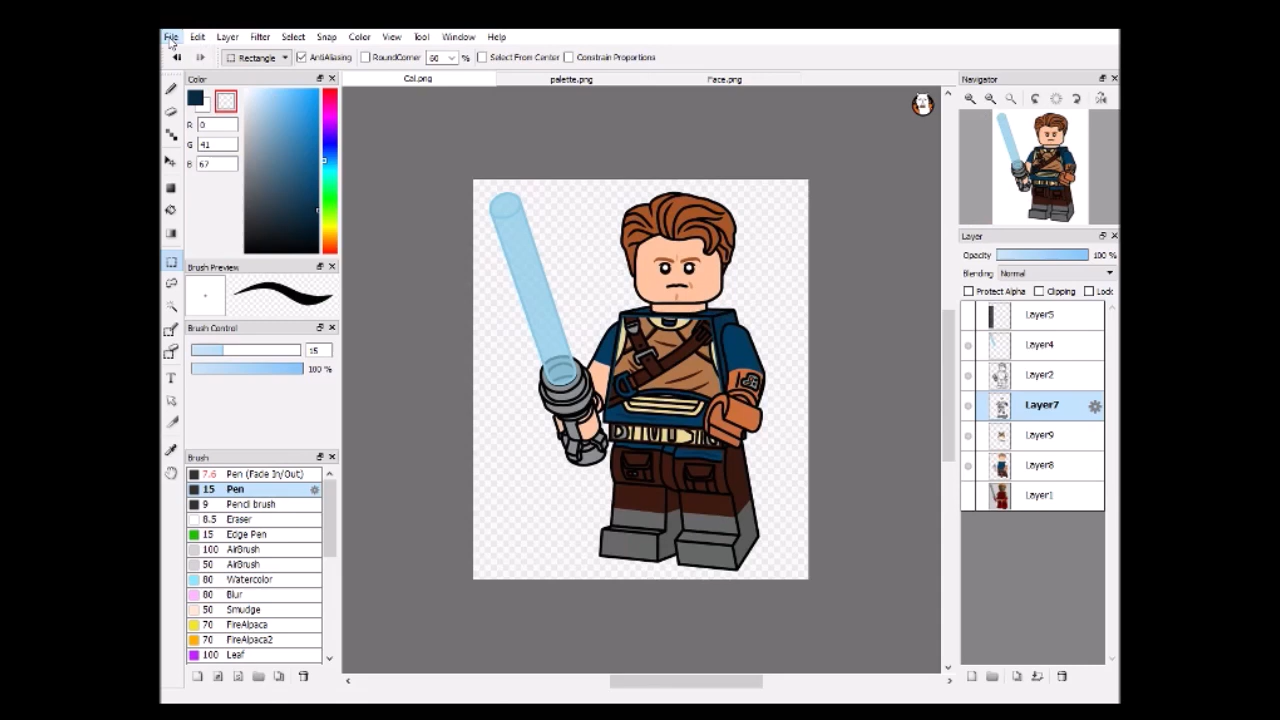 File Edit Layer Filter Select Snap Color View Tool Window Help
Rectangle AntiAliasing RoundCorner 60 % Select From Center Constrain Proportions
Color
R 0
G 41
B 67
Brush Preview
Brush Control
15
100 %
Brush
7.6 Pen (Fade In/Out)
15 Pen
9 Pencil brush
8.5 Eraser
15 Edge Pen
100 AirBrush
50 AirBrush
80 Watercolor
80 Blur
50 Smudge
70 FireAlpaca
70 FireAlpaca2
100 Leaf
Cal.png palette.png Face.png
Navigator
Layer
Opacity 100 %
Blending Normal
Protect Alpha Clipping Lock
Layer5
Layer4
Layer2
Layer7
Layer9
Layer8
Layer1